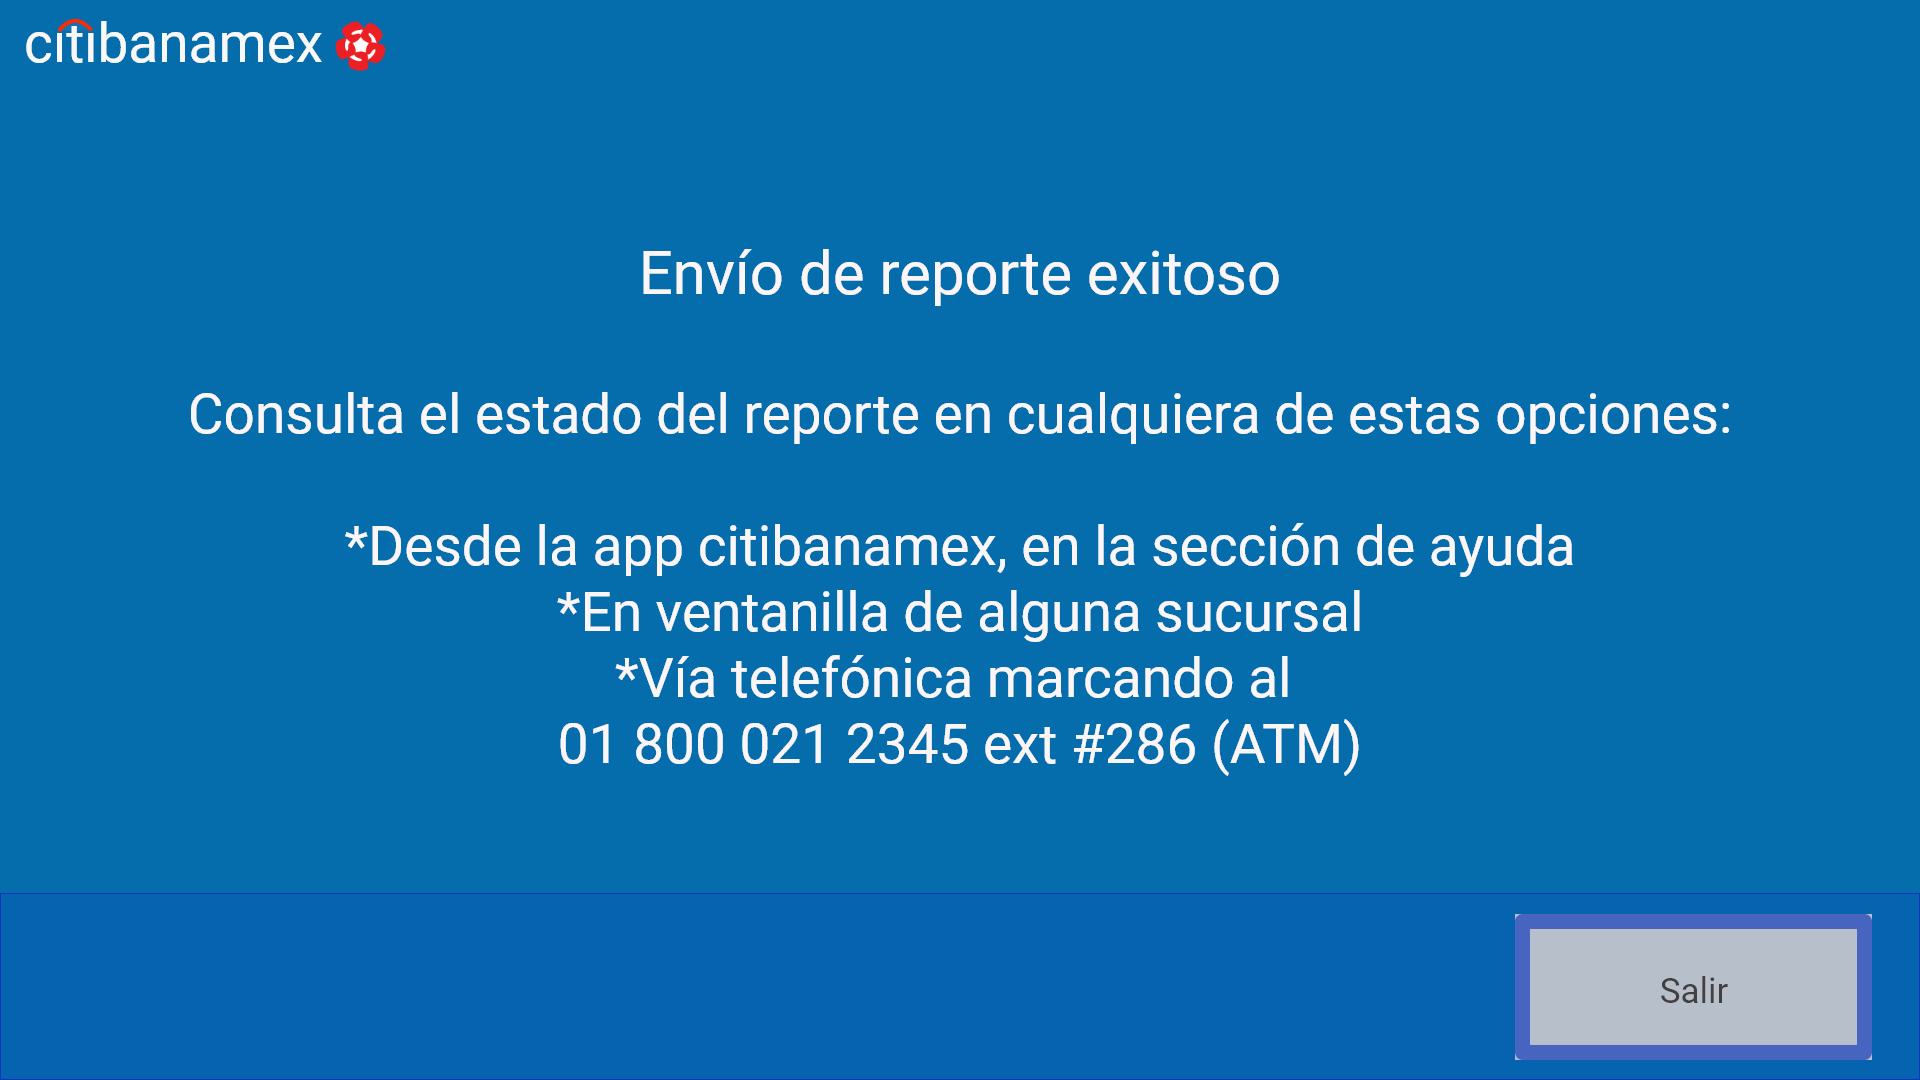 citibanamex
Envío de reporte exitoso
Consulta el estado del reporte en cualquiera de estas opciones:
*Desde la app citibanamex, en la sección de ayuda
*En ventanilla de alguna sucursal
*Vía telefónica marcando al
01 800 021 2345 ext #286 (ATM)
Salir